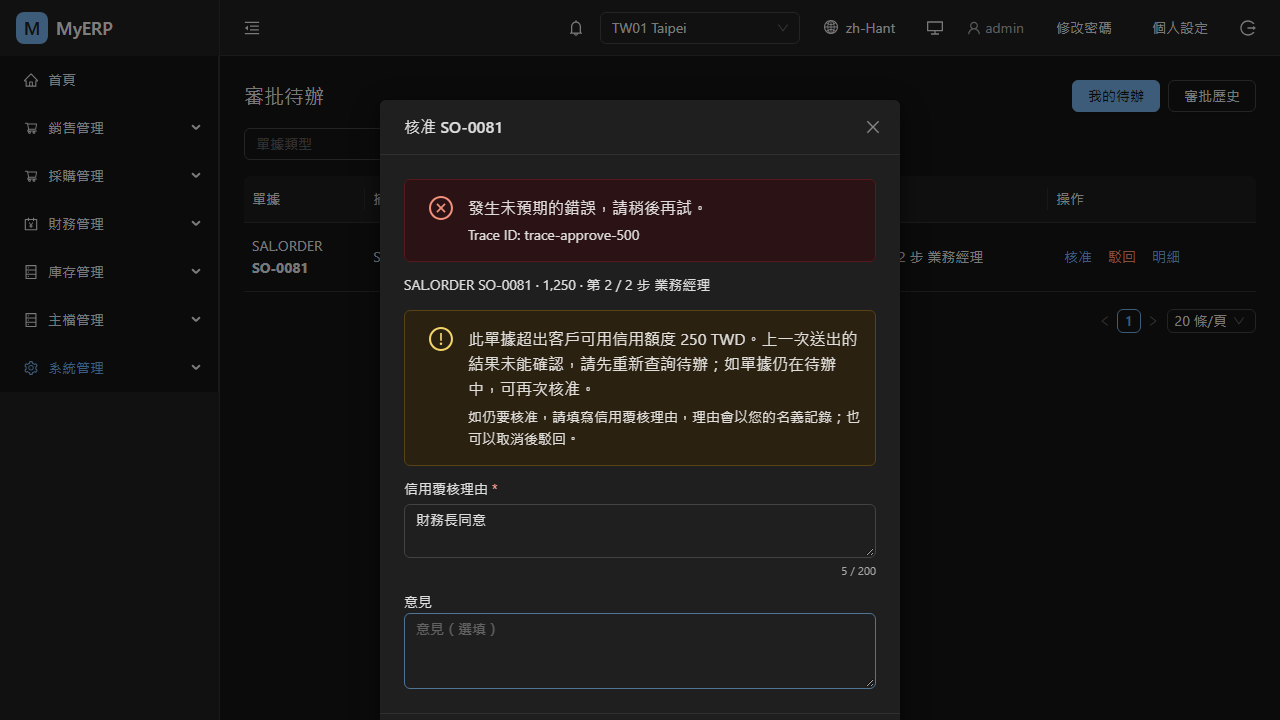 M MyERP
TW01 Taipei
zh-Hant
admin
修改密碼
個人設定
首頁
銷售管理
採購管理
財務管理
庫存管理
主檔管理
系統管理
審批待辦
我的待辦
審批歷史
單據類型
單據
操作
SALORDER
SO-0081
2 步 業務經理
核准 駁回 明細
1
20 條/頁
核准 SO-0081
發生未預期的錯誤，請稍後再試。
Trace ID: trace-approve-500
SALORDER SO-0081 · 1,250 · 第 2 / 2 步 業務經理
此單據超出客戶可用信用額度 250 TWD。上一次送出的
結果未能確認，請先重新查詢待辦；如單據仍在待辦
中，可再次核准。
如仍要核准，請填寫信用覆核理由，理由會以您的名義記錄；也
可以取消後駁回。
信用覆核理由 *
財務長同意
5 / 200
意見
意見（選填）